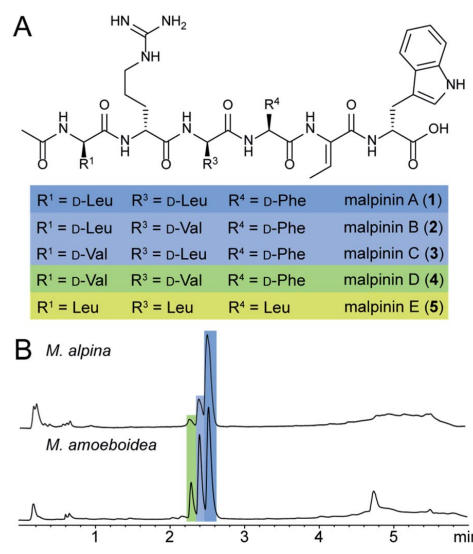 A
NH
HN
NH₂
HN
NH
R⁴
O
O
O
H
N
H
N
H
N
OH
N
H
N
H
N
H
O
R¹
O
R³
O
O
R¹ = D-Leu R³ = D-Leu R⁴ = D-Phe malpinin A (1)
R¹ = D-Leu R³ = D-Val R⁴ = D-Phe malpinin B (2)
R¹ = D-Val R³ = D-Leu R⁴ = D-Phe malpinin C (3)
R¹ = D-Val R³ = D-Val R⁴ = D-Phe malpinin D (4)
R¹ = Leu R³ = Leu R⁴ = Leu malpinin E (5)
B
M. alpina
M. amoeboidea
1 2 3 4 5 min